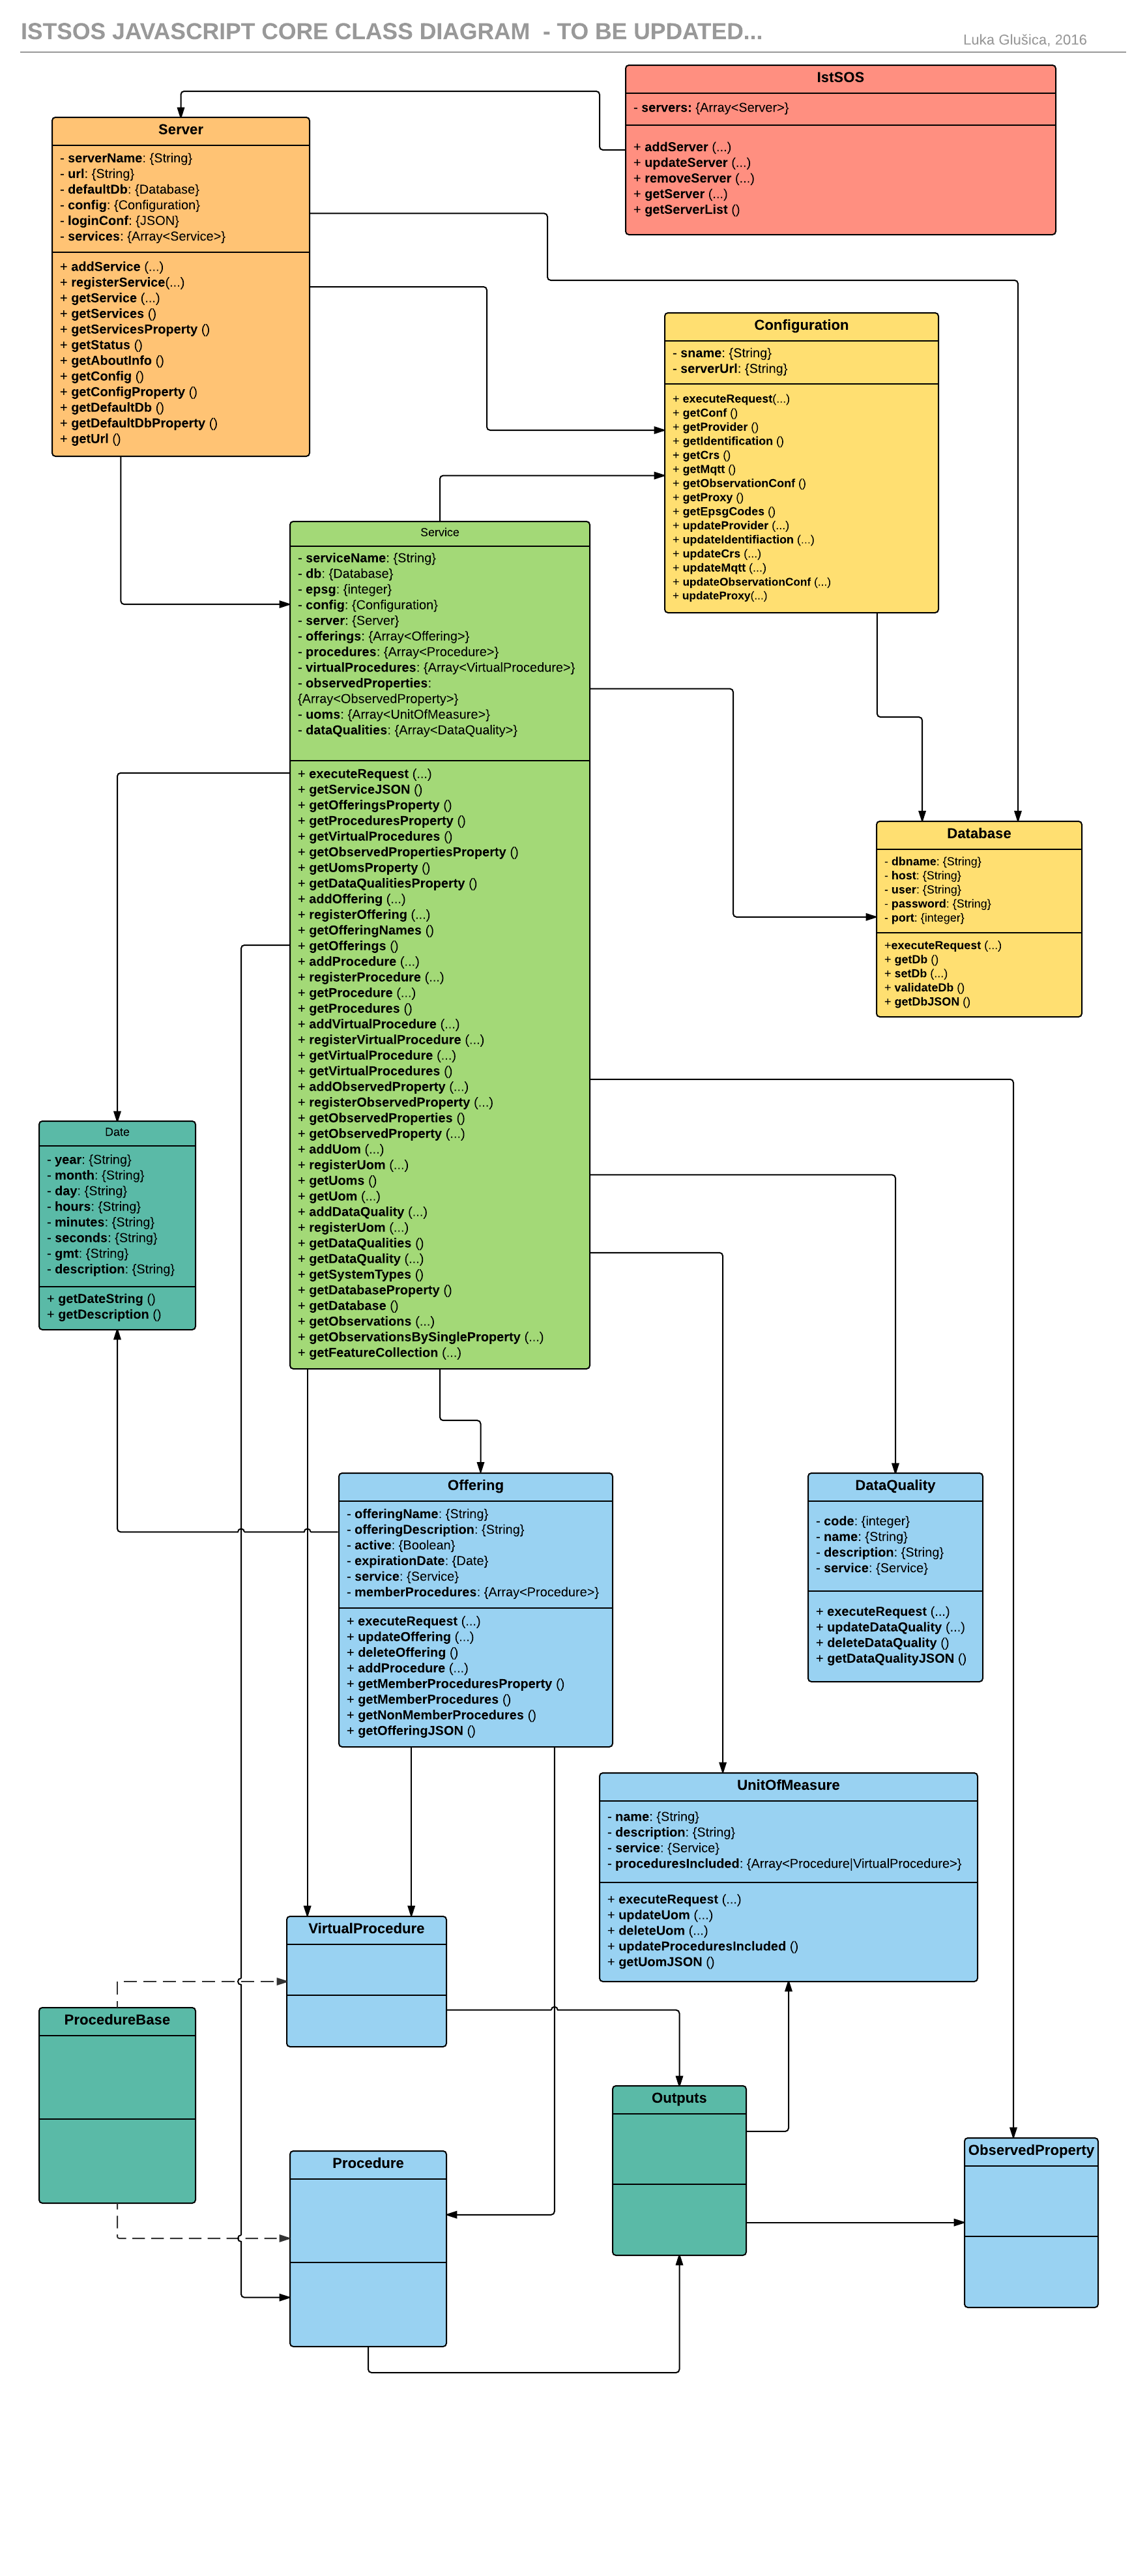 ISTSOS JAVASCRIPT CORE CLASS DIAGRAM - TO BE UPDATED...
Luka Glušica, 2016
IstSOS
- servers: {Array<Server>}
+ addServer (...)
+ updateServer (...)
+ removeServer (...)
+ getServer (...)
+ getServerList ()
Server
- serverName: {String}
- url: {String}
- defaultDb: {Database}
- config: {Configuration}
- loginConf: {JSON}
- services: {Array<Service>}
+ addService (...)
+ registerService(...)
+ getService (...)
+ getServices ()
+ getServicesProperty ()
+ getStatus ()
+ getAboutInfo ()
+ getConfig ()
+ getConfigProperty ()
+ getDefaultDb ()
+ getDefaultDbProperty ()
+ getUrl ()
Configuration
- sname: {String}
- serverUrl: {String}
+ executeRequest(...)
+ getConf ()
+ getProvider ()
+ getIdentification ()
+ getCrs ()
+ getMqtt ()
+ getObservationConf ()
+ getProxy ()
+ getEpsgCodes ()
+ updateProvider (...)
+ updateIdentifiaction (...)
+ updateCrs (...)
+ updateMqtt (...)
+ updateObservationConf (...)
+ updateProxy(...)
Service
- serviceName: {String}
- db: {Database}
- epsg: {integer}
- config: {Configuration}
- server: {Server}
- offerings: {Array<Offering>}
- procedures: {Array<Procedure>}
- virtualProcedures: {Array<VirtualProcedure>}
- observedProperties:
{Array<ObservedProperty>}
- uoms: {Array<UnitOfMeasure>}
- dataQualities: {Array<DataQuality>}
+ executeRequest (...)
+ getServiceJSON ()
+ getOfferingsProperty ()
+ getProceduresProperty ()
+ getVirtualProcedures ()
+ getObservedPropertiesProperty ()
+ getUomsProperty ()
+ getDataQualitiesProperty ()
+ addOffering (...)
+ registerOffering (...)
+ getOfferingNames ()
+ getOfferings ()
+ addProcedure (...)
+ registerProcedure (...)
+ getProcedure (...)
+ getProcedures ()
+ addVirtualProcedure (...)
+ registerVirtualProcedure (...)
+ getVirtualProcedure (...)
+ getVirtualProcedures ()
+ addObservedProperty (...)
+ registerObservedProperty (...)
+ getObservedProperties ()
+ getObservedProperty (...)
+ addUom (...)
+ registerUom (...)
+ getUoms ()
+ getUom (...)
+ addDataQuality (...)
+ registerUom (...)
+ getDataQualities ()
+ getDataQuality (...)
+ getSystemTypes ()
+ getDatabaseProperty ()
+ getDatabase ()
+ getObservations (...)
+ getObservationsBySingleProperty (...)
+ getFeatureCollection (...)
Database
- dbname: {String}
- host: {String}
- user: {String}
- password: {String}
- port: {integer}
+executeRequest (...)
+ getDb ()
+ setDb (...)
+ validateDb ()
+ getDbJSON ()
Date
- year: {String}
- month: {String}
- day: {String}
- hours: {String}
- minutes: {String}
- seconds: {String}
- gmt: {String}
- description: {String}
+ getDateString ()
+ getDescription ()
Offering
- offeringName: {String}
- offeringDescription: {String}
- active: {Boolean}
- expirationDate: {Date}
- service: {Service}
- memberProcedures: {Array<Procedure>}
+ executeRequest (...)
+ updateOffering (...)
+ deleteOffering ()
+ addProcedure (...)
+ getMemberProceduresProperty ()
+ getMemberProcedures ()
+ getNonMemberProcedures ()
+ getOfferingJSON ()
DataQuality
- code: {integer}
- name: {String}
- description: {String}
- service: {Service}
+ executeRequest (...)
+ updateDataQuality (...)
+ deleteDataQuality ()
+ getDataQualityJSON ()
UnitOfMeasure
- name: {String}
- description: {String}
- service: {Service}
- proceduresIncluded: {Array<Procedure|VirtualProcedure>}
+ executeRequest (...)
+ updateUom (...)
+ deleteUom (...)
+ updateProceduresIncluded ()
+ getUomJSON ()
VirtualProcedure
ProcedureBase
Outputs
ObservedProperty
Procedure